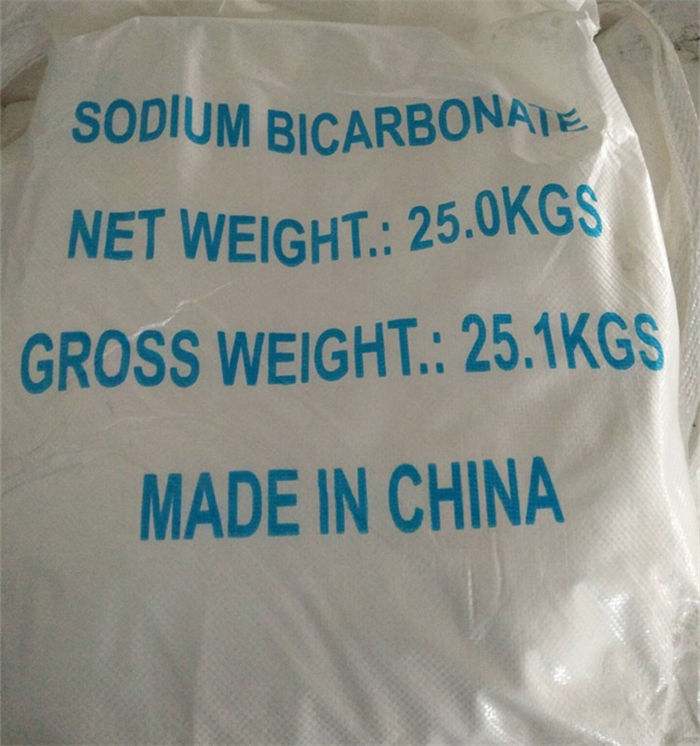 SODIUM BICARBONATE
NET WEIGHT.: 25.0KGS
GROSS WEIGHT.: 25.1KGS
MADE IN CHINA